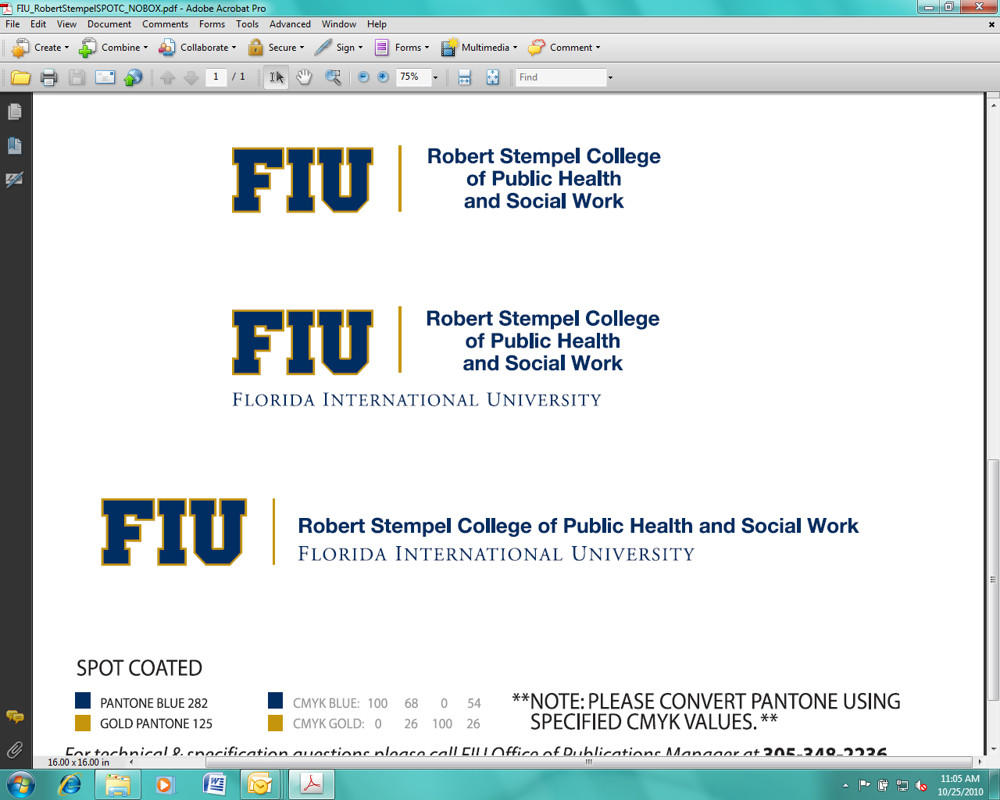 FIU_RobertStempelSPOTC_NOBOX.pdf - Adobe Acrobat Pro
File Edit View Document Comments Forms Tools Advanced Window Help
Create Combine Collaborate Secure Sign Forms Multimedia Comment
1 / 1 75% Find
FIU
Robert Stempel College
of Public Health
and Social Work
FIU
Robert Stempel College
of Public Health
and Social Work
FLORIDA INTERNATIONAL UNIVERSITY
FIU
Robert Stempel College of Public Health and Social Work
FLORIDA INTERNATIONAL UNIVERSITY
SPOT COATED
PANTONE BLUE 282
GOLD PANTONE 125
CMYK BLUE: 100 68 0 54
CMYK GOLD: 0 26 100 26
**NOTE: PLEASE CONVERT PANTONE USING
SPECIFIED CMYK VALUES. **
For technical & specification questions please call FIU Office of Publications Manager at 305-348-2236
16.00 x 16.00 in
11:05 AM
10/25/2010